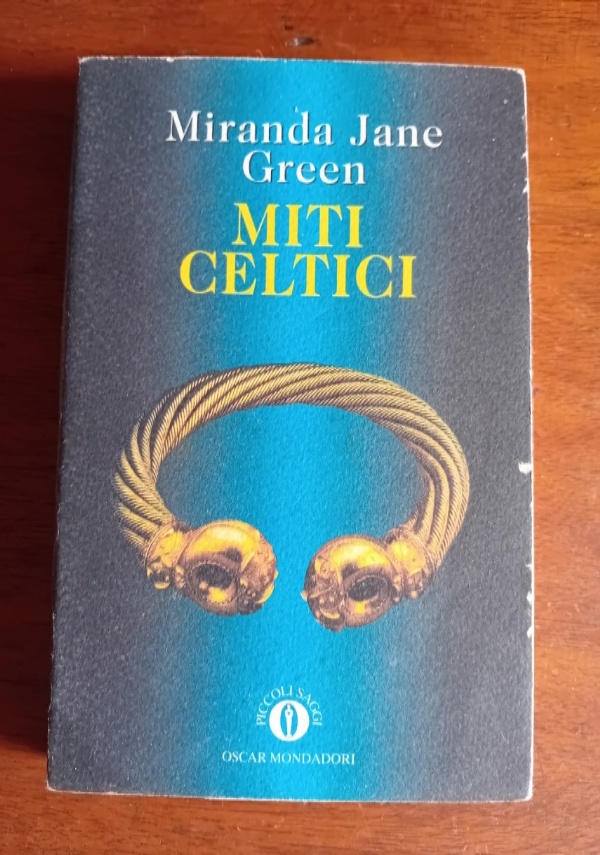 Miranda Jane
Green
MITI
CELTICI
PICCOLI SAGGI
OSCAR MONDADORI